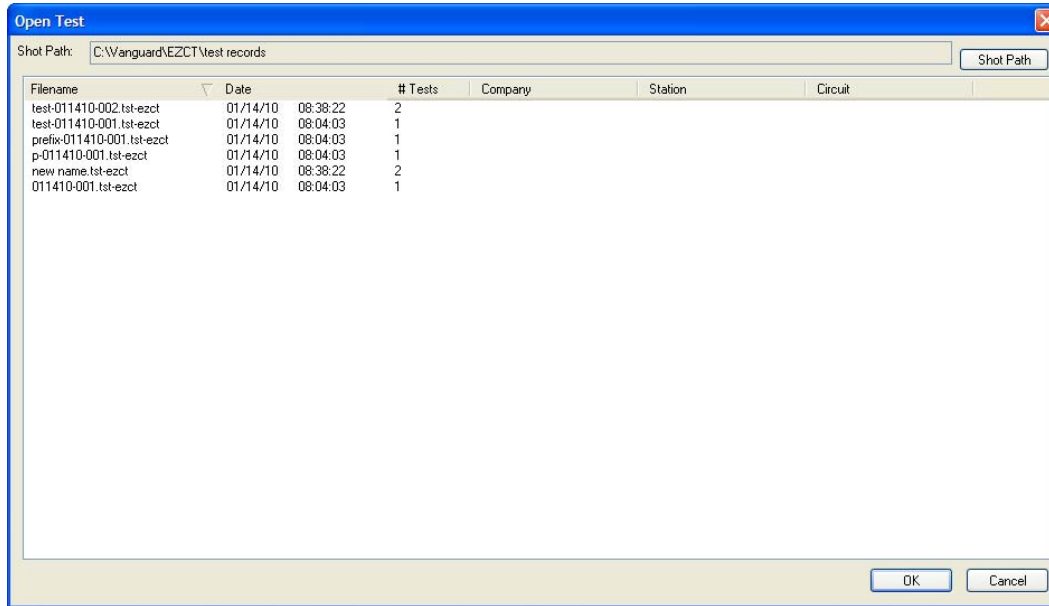 Open Test
Shot Path: C:\Vanguard\EZCT\test records Shot Path
Filename Date # Tests Company Station Circuit
test-011410-002.tst-ezct 01/14/10 08:38:22 2
test-011410-001.tst-ezct 01/14/10 08:04:03 1
prefix-011410-001.tst-ezct 01/14/10 08:04:03 1
p-011410-001.tst-ezct 01/14/10 08:04:03 1
new name.tst-ezct 01/14/10 08:38:22 2
011410-001.tst-ezct 01/14/10 08:04:03 1
OK Cancel